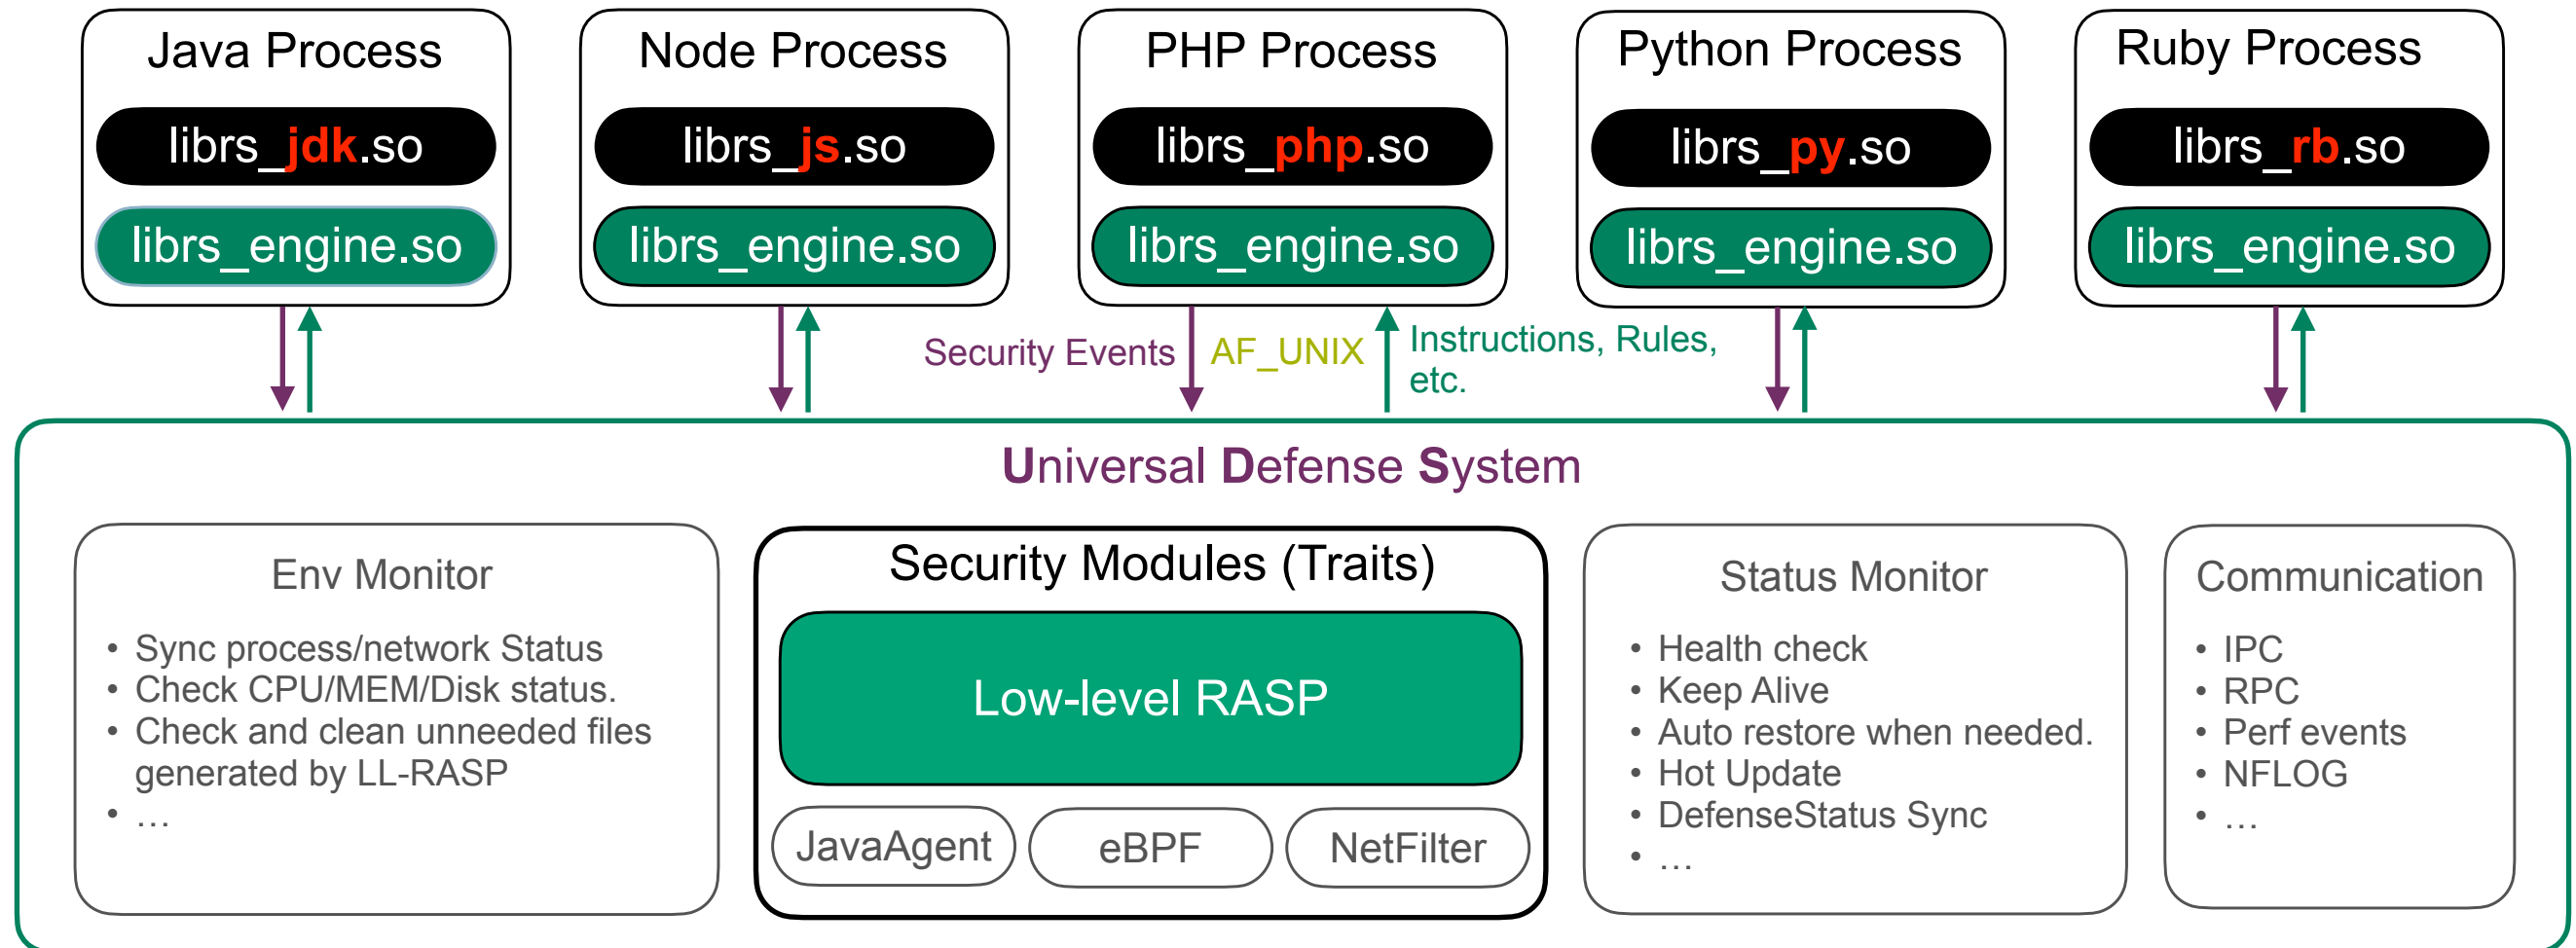 Java Process
librs_jdk.so
librs_engine.so
Node Process
librs_js.so
librs_engine.so
PHP Process
librs_php.so
librs_engine.so
Python Process
librs_py.so
librs_engine.so
Ruby Process
librs_rb.so
librs_engine.so
Security Events
AF_UNIX
Instructions, Rules,
etc.
Universal Defense System
Env Monitor
• Sync process/network Status
• Check CPU/MEM/Disk status.
• Check and clean unneeded files
generated by LL-RASP
• …
Security Modules (Traits)
Low-level RASP
JavaAgent
eBPF
NetFilter
Status Monitor
• Health check
• Keep Alive
• Auto restore when needed.
• Hot Update
• DefenseStatus Sync
• …
Communication
• IPC
• RPC
• Perf events
• NFLOG
• …